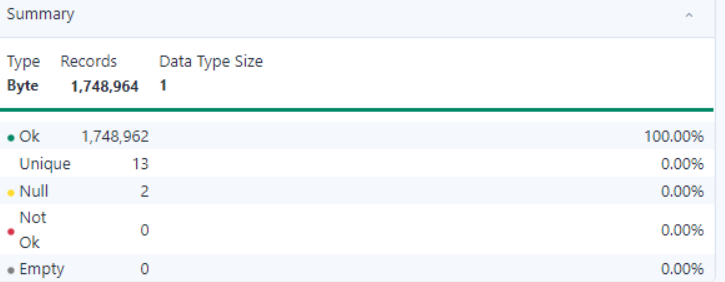 Summary
Type Records Data Type Size
Byte 1,748,964 1
Ok 1,748,962 100.00%
Unique 13 0.00%
Null 2 0.00%
Not
Ok 0 0.00%
Empty 0 0.00%